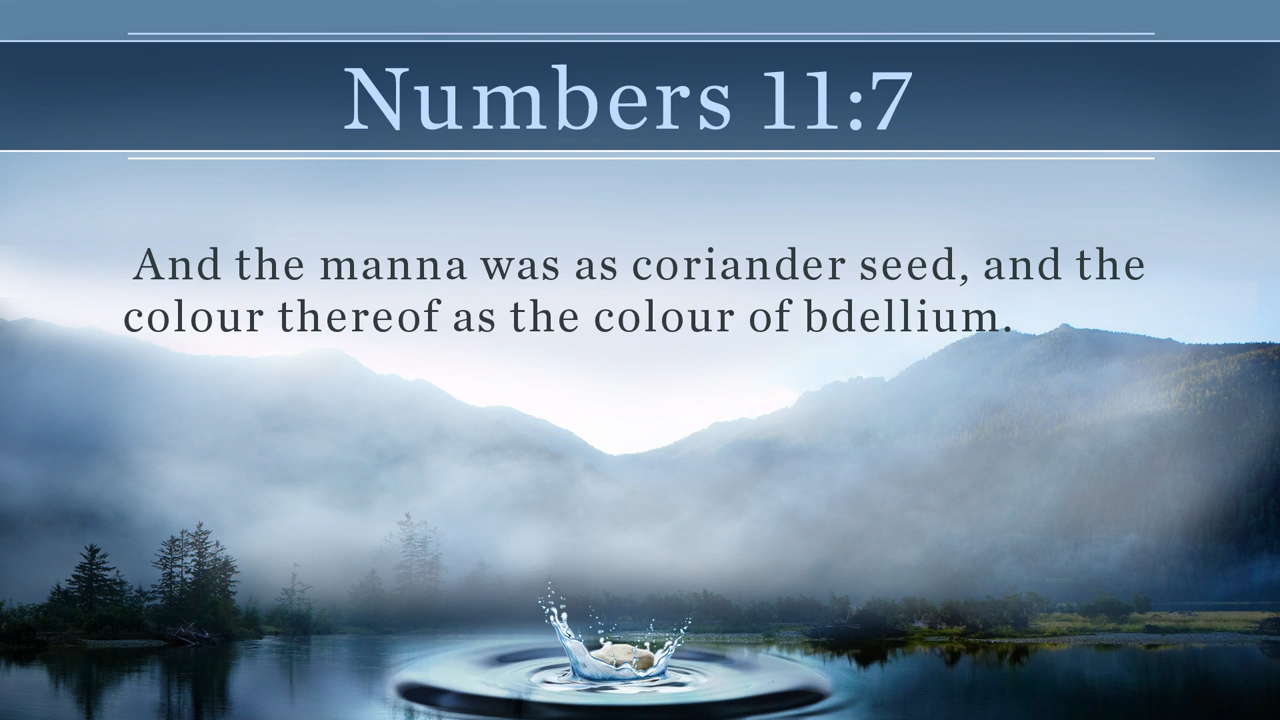 Numbers 11:7
And the manna was as coriander seed, and the
colour thereof as the colour of bdellium.